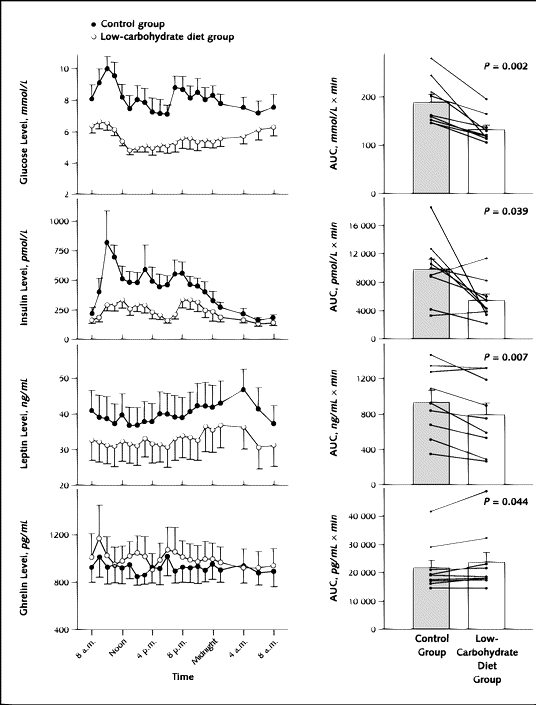 Control group
Low-carbohydrate diet group
Glucose Level, mmol/L
10
8
6
4
2
AUC, mmol/L × min
200
100
0
P = 0.002
Insulin Level, pmol/L
1000
750
500
250
0
AUC, pmol/L × min
16 000
12 000
8000
4000
0
P = 0.039
Leptin Level, ng/mL
50
40
30
20
AUC, ng/mL × min
1200
800
400
0
P = 0.007
Ghrelin Level, pg/mL
1200
800
400
AUC, pg/mL × min
40 000
30 000
20 000
10 000
0
P = 0.044
8 a.m.
Noon
4 p.m.
8 p.m.
Midnight
4 a.m.
8 a.m.
Time
Control
Group
Low-
Carbohydrate
Diet
Group